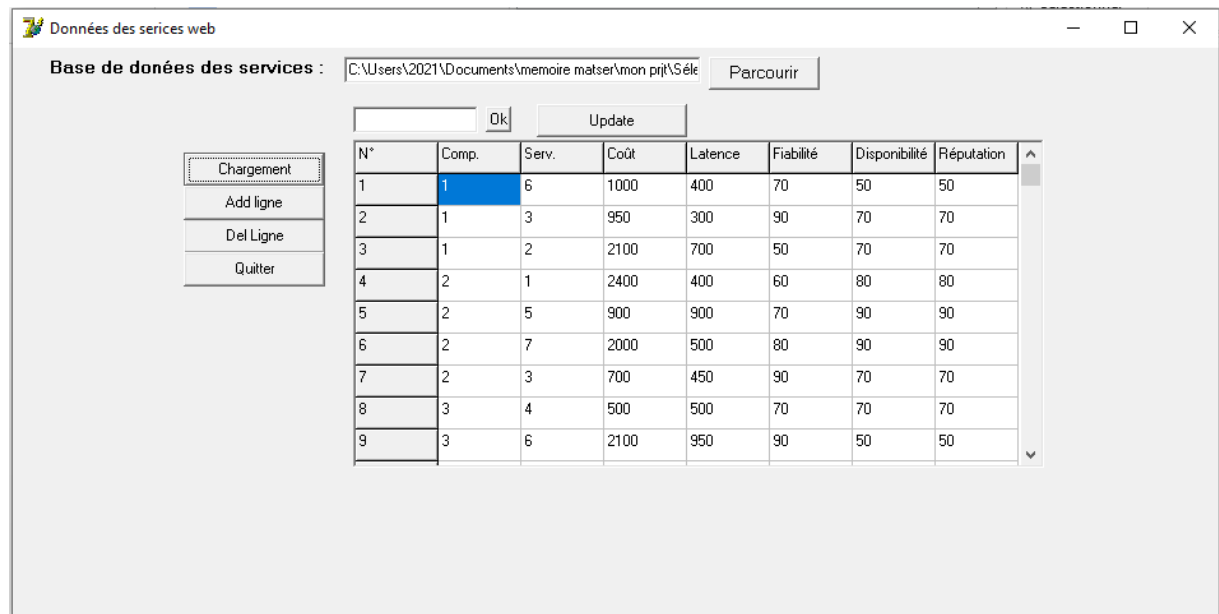 Données des serices web
Base de donées des services : C:\Users\2021\Documents\memoire matser\mon prjt\Séle Parcourir
Ok Update
Chargement
Add ligne
Del Ligne
Quitter
N° Comp. Serv. Coût Latence Fiabilité Disponibilité Réputation
1 1 6 1000 400 70 50 50
2 1 3 950 300 90 70 70
3 1 2 2100 700 50 70 70
4 2 1 2400 400 60 80 80
5 2 5 900 900 70 90 90
6 2 7 2000 500 80 90 90
7 2 3 700 450 90 70 70
8 3 4 500 500 70 70 70
9 3 6 2100 950 90 50 50